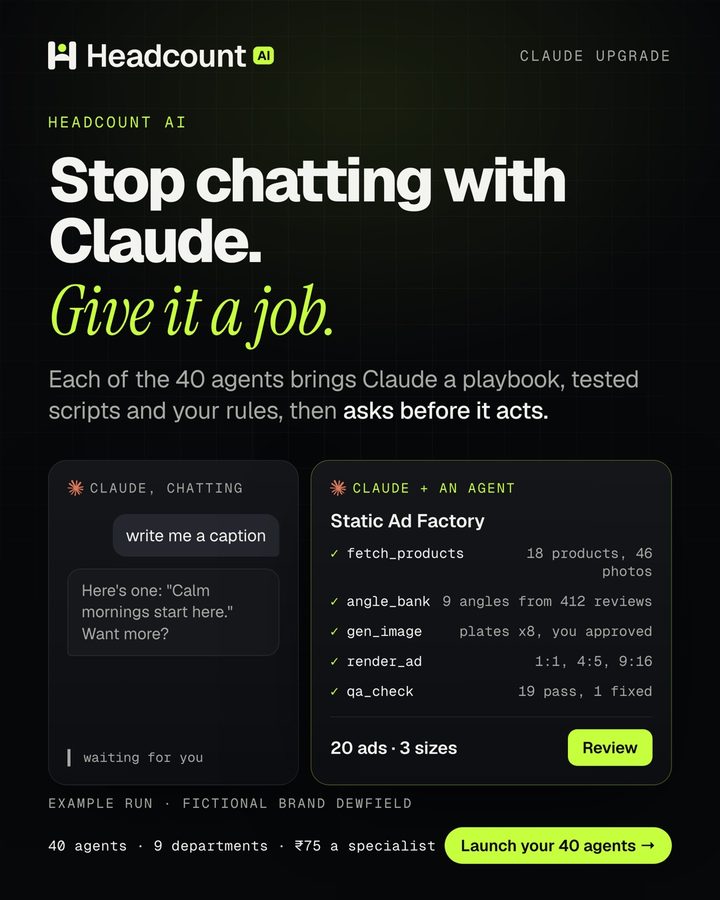 Headcount AI
CLAUDE UPGRADE
HEADCOUNT AI
Stop chatting with
Claude.
Give it a job.
Each of the 40 agents brings Claude a playbook, tested
scripts and your rules, then asks before it acts.
CLAUDE, CHATTING
write me a caption
Here's one: "Calm
mornings start here."
Want more?
waiting for you
CLAUDE + AN AGENT
Static Ad Factory
✓ fetch_products 18 products, 46
photos
✓ angle_bank 9 angles from 412 reviews
✓ gen_image plates x8, you approved
✓ render_ad 1:1, 4:5, 9:16
✓ qa_check 19 pass, 1 fixed
20 ads · 3 sizes
Review
EXAMPLE RUN · FICTIONAL BRAND DEWFIELD
40 agents · 9 departments · ₹75 a specialist
Launch your 40 agents →